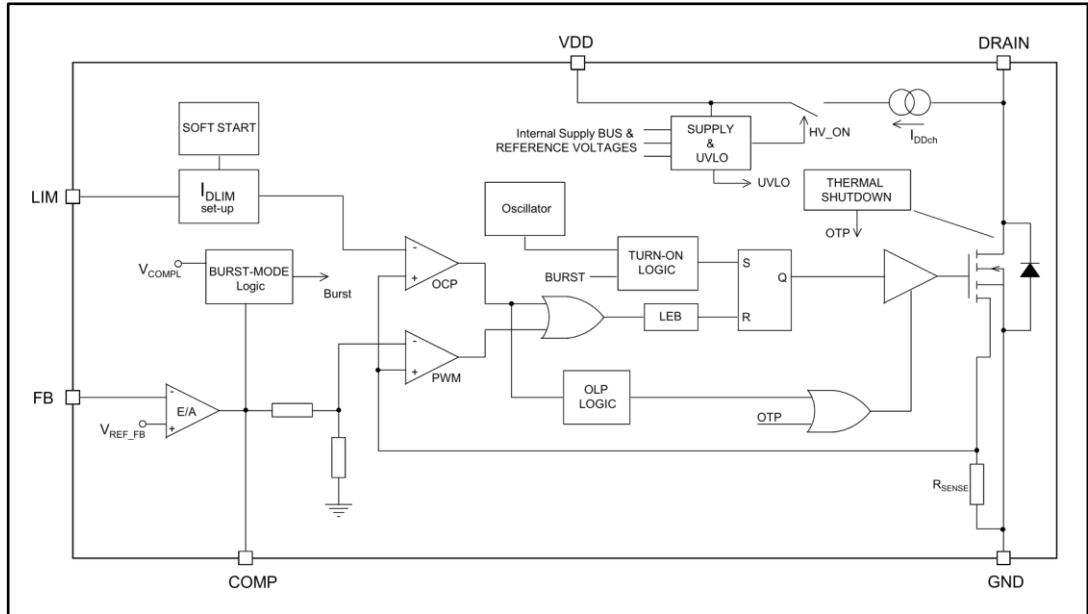 VDD
DRAIN
SOFT START
Internal Supply BUS &
REFERENCE VOLTAGES
SUPPLY
&
UVLO
HV_ON
IDDch
UVLO
LIM
IDLIM
set-up
Oscillator
THERMAL
SHUTDOWN
OTP
VCOMPL
BURST-MODE
Logic
Burst
- + OCP
BURST
TURN-ON
LOGIC
S
Q
R
LEB
- + PWM
FB
- + E/A
VREF_FB
OLP
LOGIC
OTP
RSENSE
COMP
GND